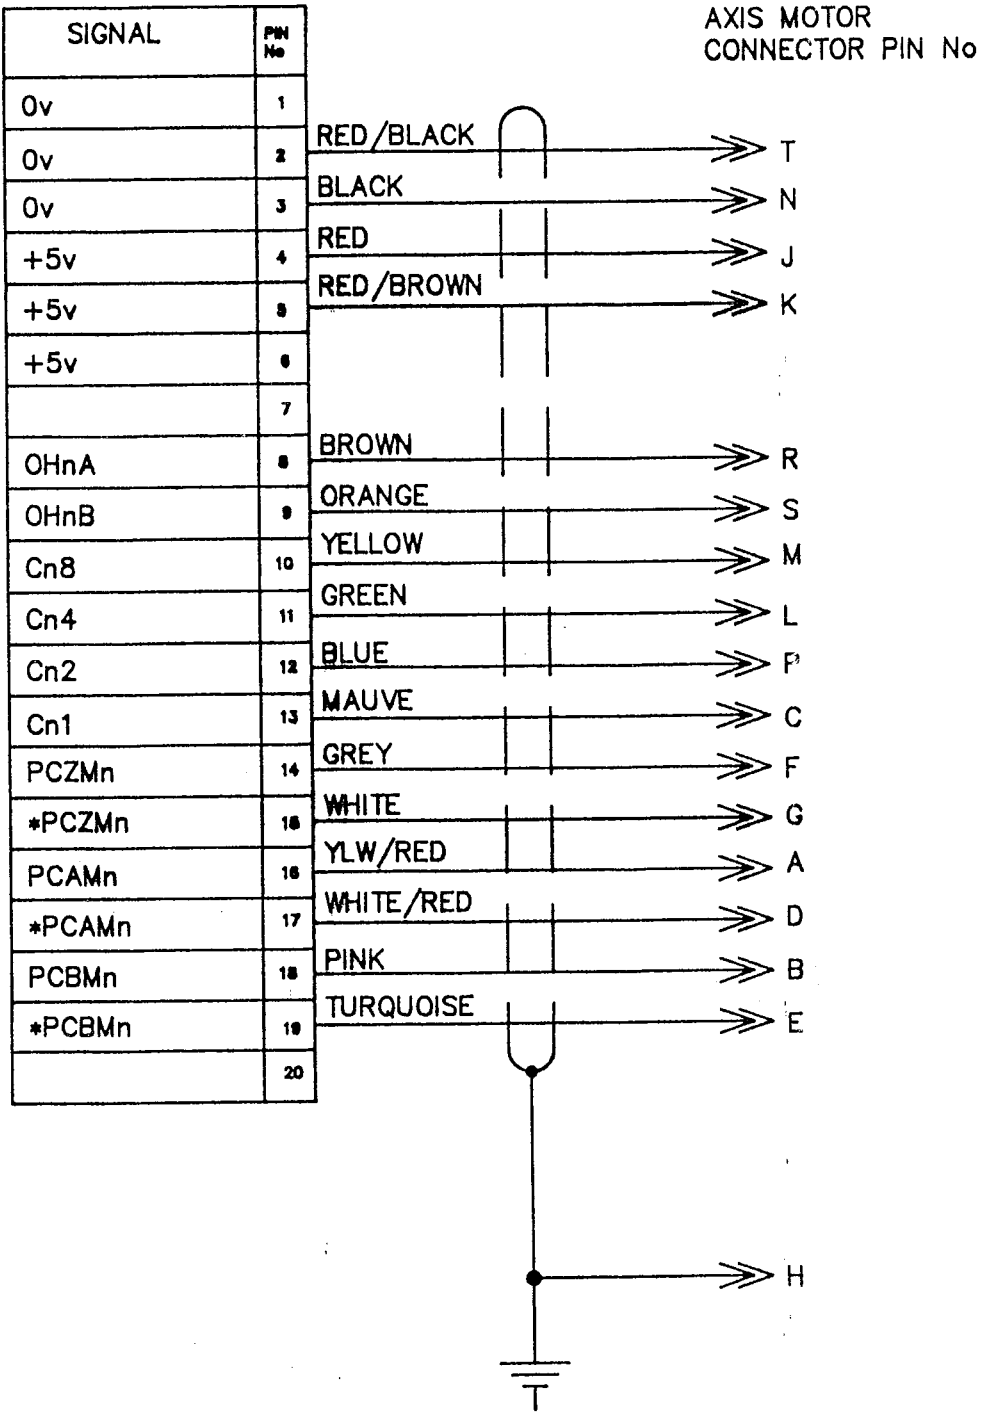 AXIS MOTOR
CONNECTOR PIN No
SIGNAL PIN No
0v 1
0v 2 RED/BLACK T
0v 3 BLACK N
+5v 4 RED J
+5v 5 RED/BROWN K
+5v 6
7
OHnA 8 BROWN R
OHnB 9 ORANGE S
Cn8 10 YELLOW M
Cn4 11 GREEN L
Cn2 12 BLUE P
Cn1 13 MAUVE C
PCZMn 14 GREY F
*PCZMn 15 WHITE G
PCAMn 16 YLW/RED A
*PCAMn 17 WHITE/RED D
PCBMn 18 PINK B
*PCBMn 19 TURQUOISE E
20
H